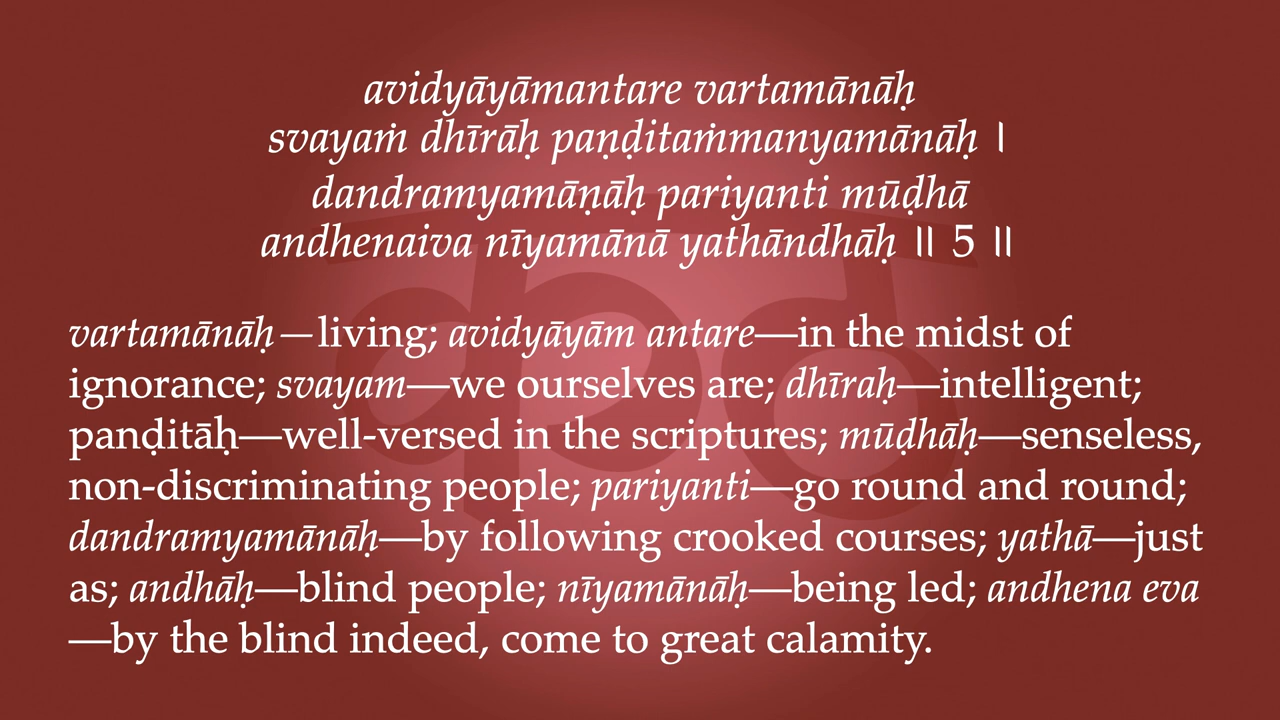 avidyāyāmantare vartamānāḥ
svayaṁ dhīrāḥ paṇḍitaṁmanyamānāḥ ।
dandramyamāṇāḥ pariyanti mūḍhā
andhenaiva nīyamānā yathāndhāḥ ॥ 5 ॥
vartamānāḥ—living; avidyāyām antare—in the midst of
ignorance; svayam—we ourselves are; dhīraḥ—intelligent;
paṇḍitāḥ—well-versed in the scriptures; mūḍhāḥ—senseless,
non-discriminating people; pariyanti—go round and round;
dandramyamānāḥ—by following crooked courses; yathā—just
as; andhāḥ—blind people; nīyamānāḥ—being led; andhena eva
—by the blind indeed, come to great calamity.